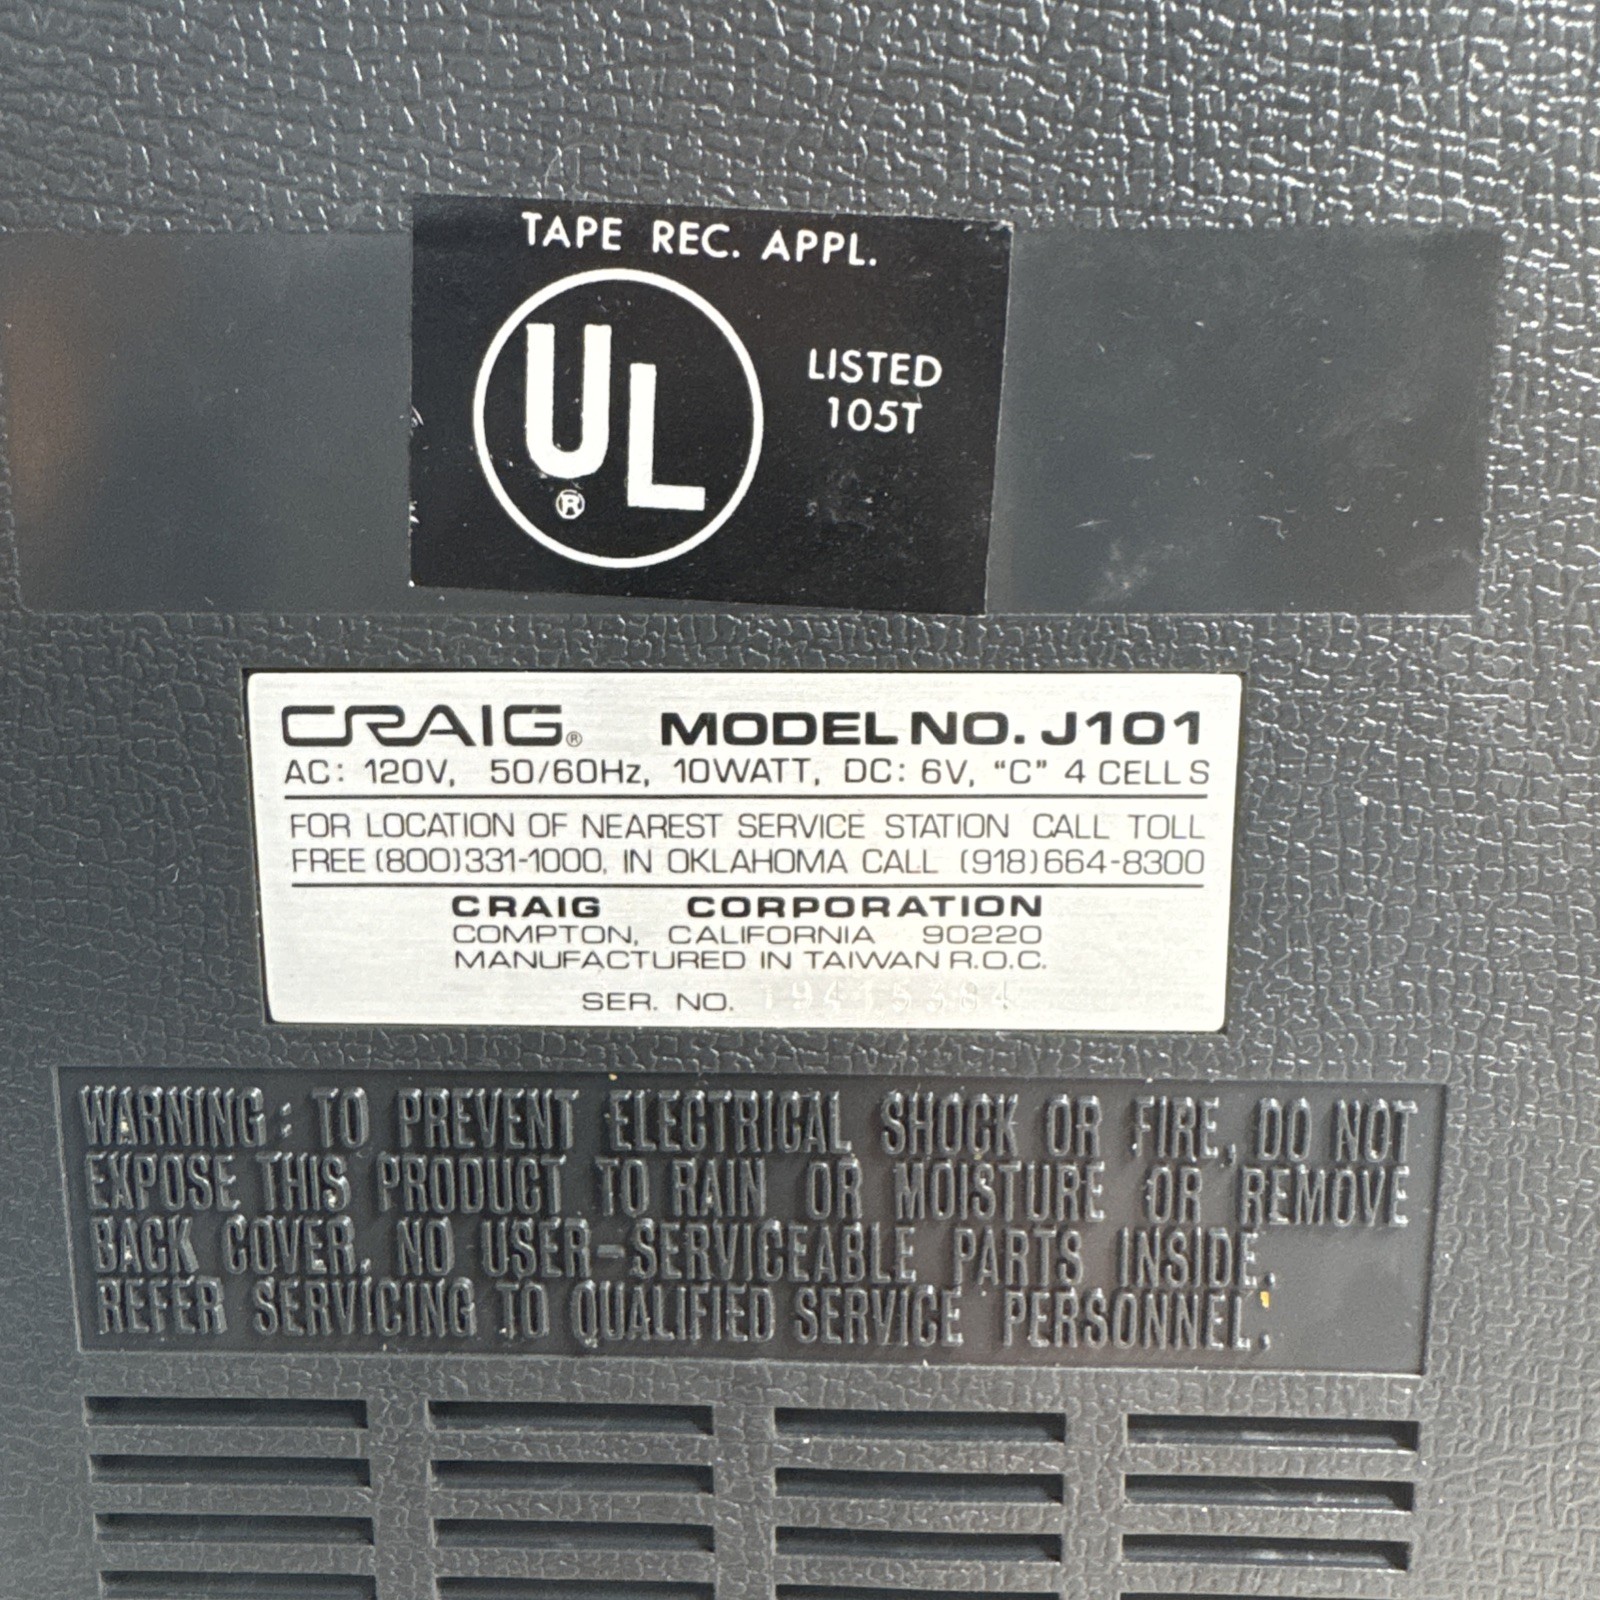 TAPE REC. APPL.
UL
®
LISTED
105T
CRAIG® MODEL NO. J101
AC: 120V, 50/60Hz, 10WATT, DC: 6V, "C" 4 CELLS
FOR LOCATION OF NEAREST SERVICE STATION CALL TOLL
FREE (800)331-1000, IN OKLAHOMA CALL (918)664-8300
CRAIG CORPORATION
COMPTON, CALIFORNIA 90220
MANUFACTURED IN TAIWAN R.O.C.
SER. NO.
WARNING: TO PREVENT ELECTRICAL SHOCK OR FIRE, DO NOT
EXPOSE THIS PRODUCT TO RAIN OR MOISTURE OR REMOVE
BACK COVER. NO USER-SERVICEABLE PARTS INSIDE.
REFER SERVICING TO QUALIFIED SERVICE PERSONNEL.